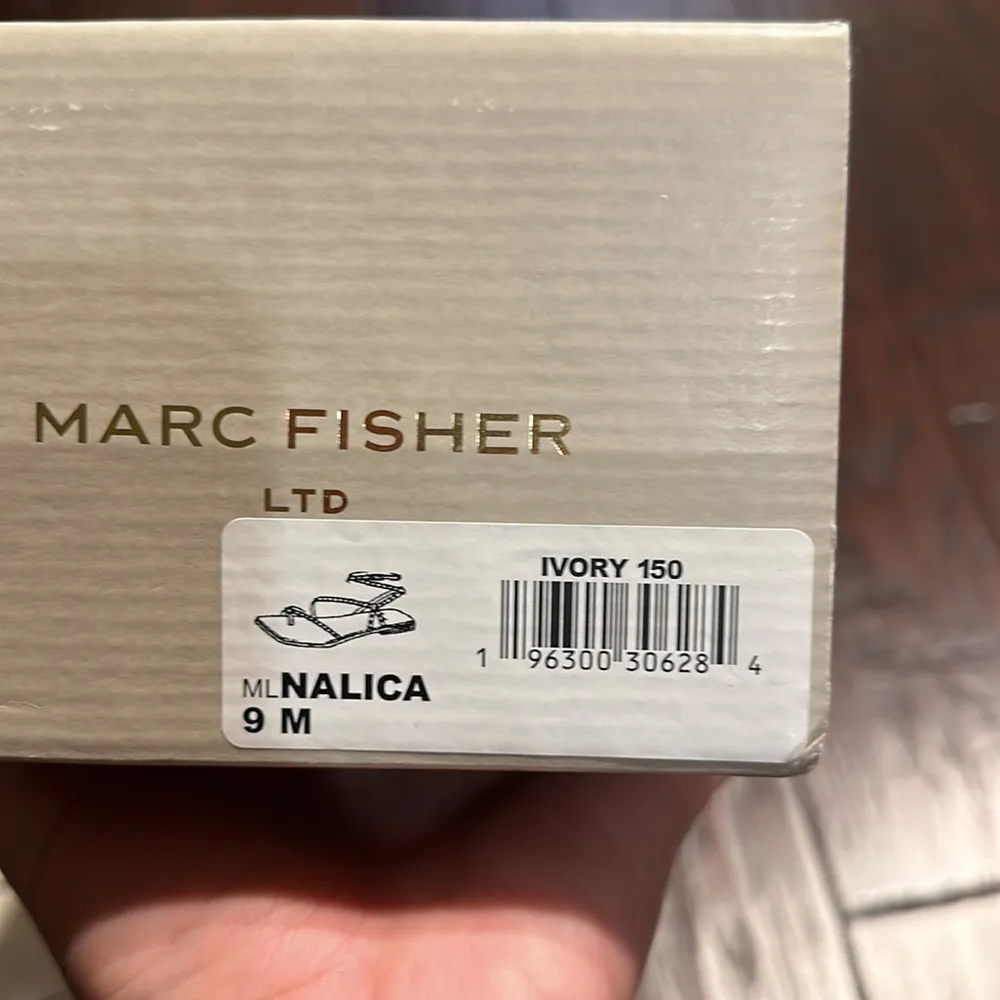 MARC FISHER
LTD
IVORY 150
1 96300 30628 4
MLNALICA
9 M